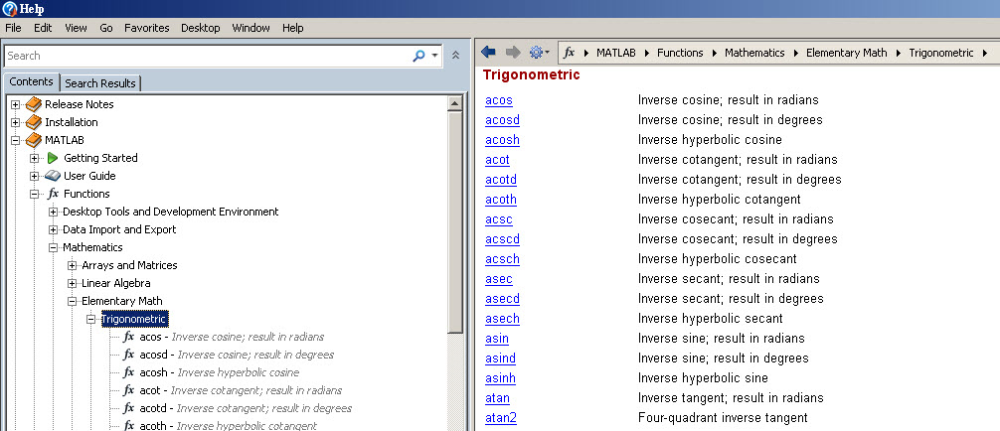 Help
File Edit View Go Favorites Desktop Window Help
Search
Contents Search Results
Release Notes
Installation
MATLAB
Getting Started
User Guide
fx Functions
Desktop Tools and Development Environment
Data Import and Export
Mathematics
Arrays and Matrices
Linear Algebra
Elementary Math
Trigonometric
fx acos - Inverse cosine; result in radians
fx acosd - Inverse cosine; result in degrees
fx acosh - Inverse hyperbolic cosine
fx acot - Inverse cotangent; result in radians
fx acotd - Inverse cotangent; result in degrees
fx acoth - Inverse hyperbolic cotangent
fx MATLAB Functions Mathematics Elementary Math Trigonometric
Trigonometric
acos Inverse cosine; result in radians
acosd Inverse cosine; result in degrees
acosh Inverse hyperbolic cosine
acot Inverse cotangent; result in radians
acotd Inverse cotangent; result in degrees
acoth Inverse hyperbolic cotangent
acsc Inverse cosecant; result in radians
acscd Inverse cosecant; result in degrees
acsch Inverse hyperbolic cosecant
asec Inverse secant; result in radians
asecd Inverse secant; result in degrees
asech Inverse hyperbolic secant
asin Inverse sine; result in radians
asind Inverse sine; result in degrees
asinh Inverse hyperbolic sine
atan Inverse tangent; result in radians
atan2 Four-quadrant inverse tangent